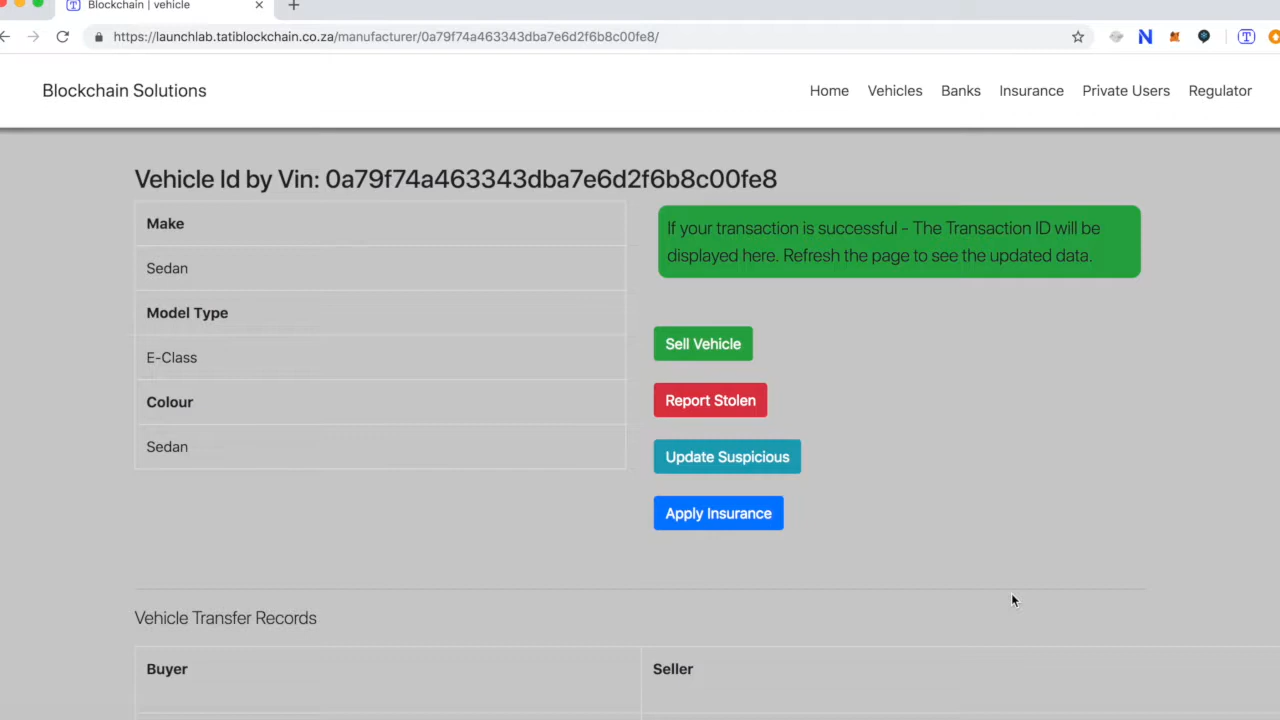 Blockchain | vehicle
https://launchlab.tatiblockchain.co.za/manufacturer/0a79f74a463343dba7e6d2f6b8c00fe8/
Blockchain Solutions
Home Vehicles Banks Insurance Private Users Regulator
Vehicle Id by Vin: 0a79f74a463343dba7e6d2f6b8c00fe8
Make
Sedan
Model Type
E-Class
Colour
Sedan
If your transaction is successful - The Transaction ID will be
displayed here. Refresh the page to see the updated data.
Sell Vehicle
Report Stolen
Update Suspicious
Apply Insurance
Vehicle Transfer Records
Buyer Seller